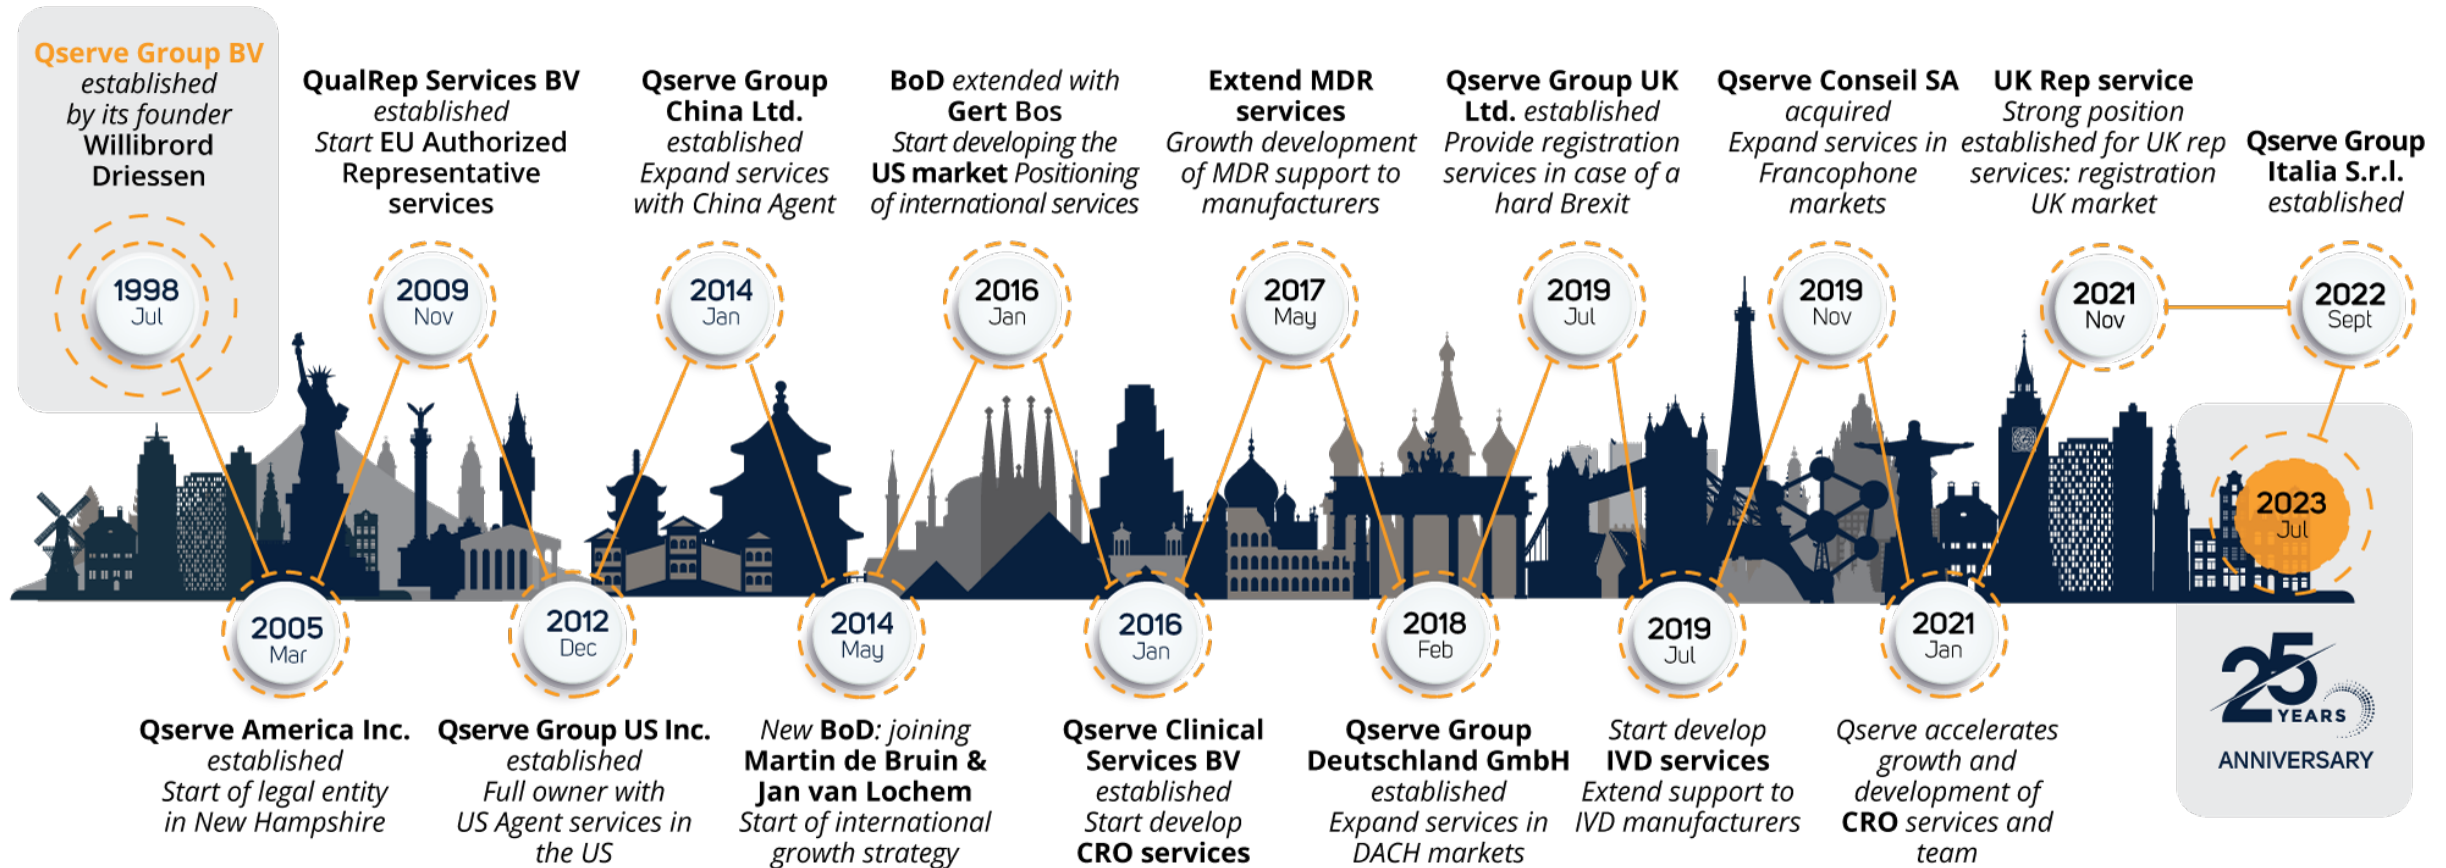 Qserve Group BV
established
by its founder
Willibrord
Driessen
1998
Jul
2005
Mar
Qserve America Inc.
established
Start of legal entity
in New Hampshire
QualRep Services BV
established
Start EU Authorized
Representative
services
2009
Nov
2012
Dec
Qserve Group US Inc.
established
Full owner with
US Agent services in
the US
Qserve Group
China Ltd.
established
Expand services
with China Agent
2014
Jan
2014
May
New BoD: joining
Martin de Bruin &
Jan van Lochem
Start of international
growth strategy
BoD extended with
Gert Bos
Start developing the
US market Positioning
of international services
2016
Jan
2016
Jan
Qserve Clinical
Services BV
established
Start develop
CRO services
Extend MDR
services
Growth development
of MDR support to
manufacturers
2017
May
2018
Feb
Qserve Group
Deutschland GmbH
established
Expand services in
DACH markets
Qserve Group UK
Ltd. established
Provide registration
services in case of a
hard Brexit
2019
Jul
2019
Jul
Start develop
IVD services
Extend support to
IVD manufacturers
Qserve Conseil SA
acquired
Expand services in
Francophone
markets
2019
Nov
2021
Jan
Qserve accelerates
growth and
development of
CRO services and
team
UK Rep service
Strong position
established for UK rep
services: registration
UK market
2021
Nov
Qserve Group
Italia S.r.l.
established
2022
Sept
2023
Jul
25
YEARS
ANNIVERSARY